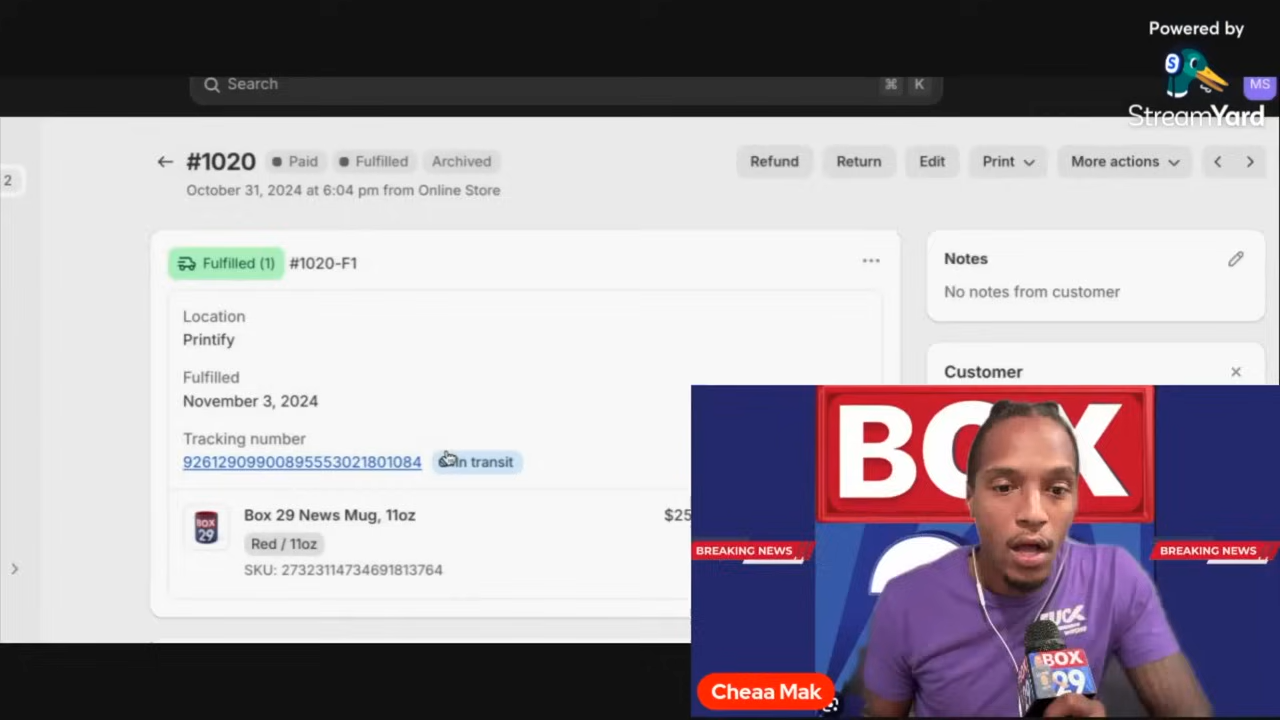 Powered by
StreamYard
Search
⌘ K
MS
2
← #1020 Paid Fulfilled Archived
October 31, 2024 at 6:04 pm from Online Store
Refund Return Edit Print More actions
Fulfilled (1) #1020-F1
Location
Printify
Fulfilled
November 3, 2024
Tracking number
92612909900895553021801084 In transit
Box 29 News Mug, 11oz
$25
Red / 11oz
SKU: 27323114734691813764
BOX
29
Notes
No notes from customer
Customer
BOX
BREAKING NEWS
BREAKING NEWS
BOX
29
Cheaa Mak